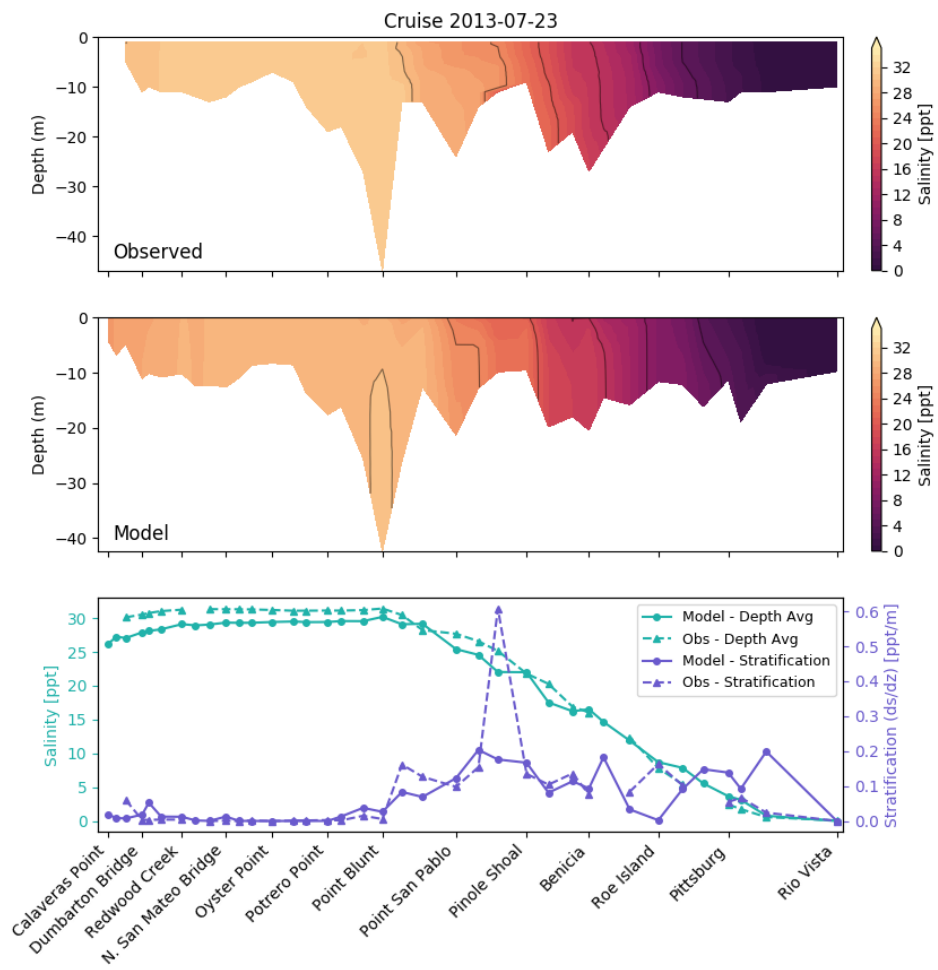 Cruise 2013-07-23
0
−10
−20
−30
−40
Depth (m)
Observed
32
28
24
20
16
12
8
4
0
Salinity [ppt]
0
−10
−20
−30
−40
Depth (m)
Model
32
28
24
20
16
12
8
4
0
Salinity [ppt]
30
25
20
15
10
5
0
Salinity [ppt]
Model - Depth Avg
Obs - Depth Avg
Model - Stratification
Obs - Stratification
0.6
0.5
0.4
0.3
0.2
0.1
0.0
Stratification (ds/dz) [ppt/m]
Calaveras Point
Dumbarton Bridge
Redwood Creek
N. San Mateo Bridge
Oyster Point
Potrero Point
Point Blunt
Point San Pablo
Pinole Shoal
Benicia
Roe Island
Pittsburg
Rio Vista